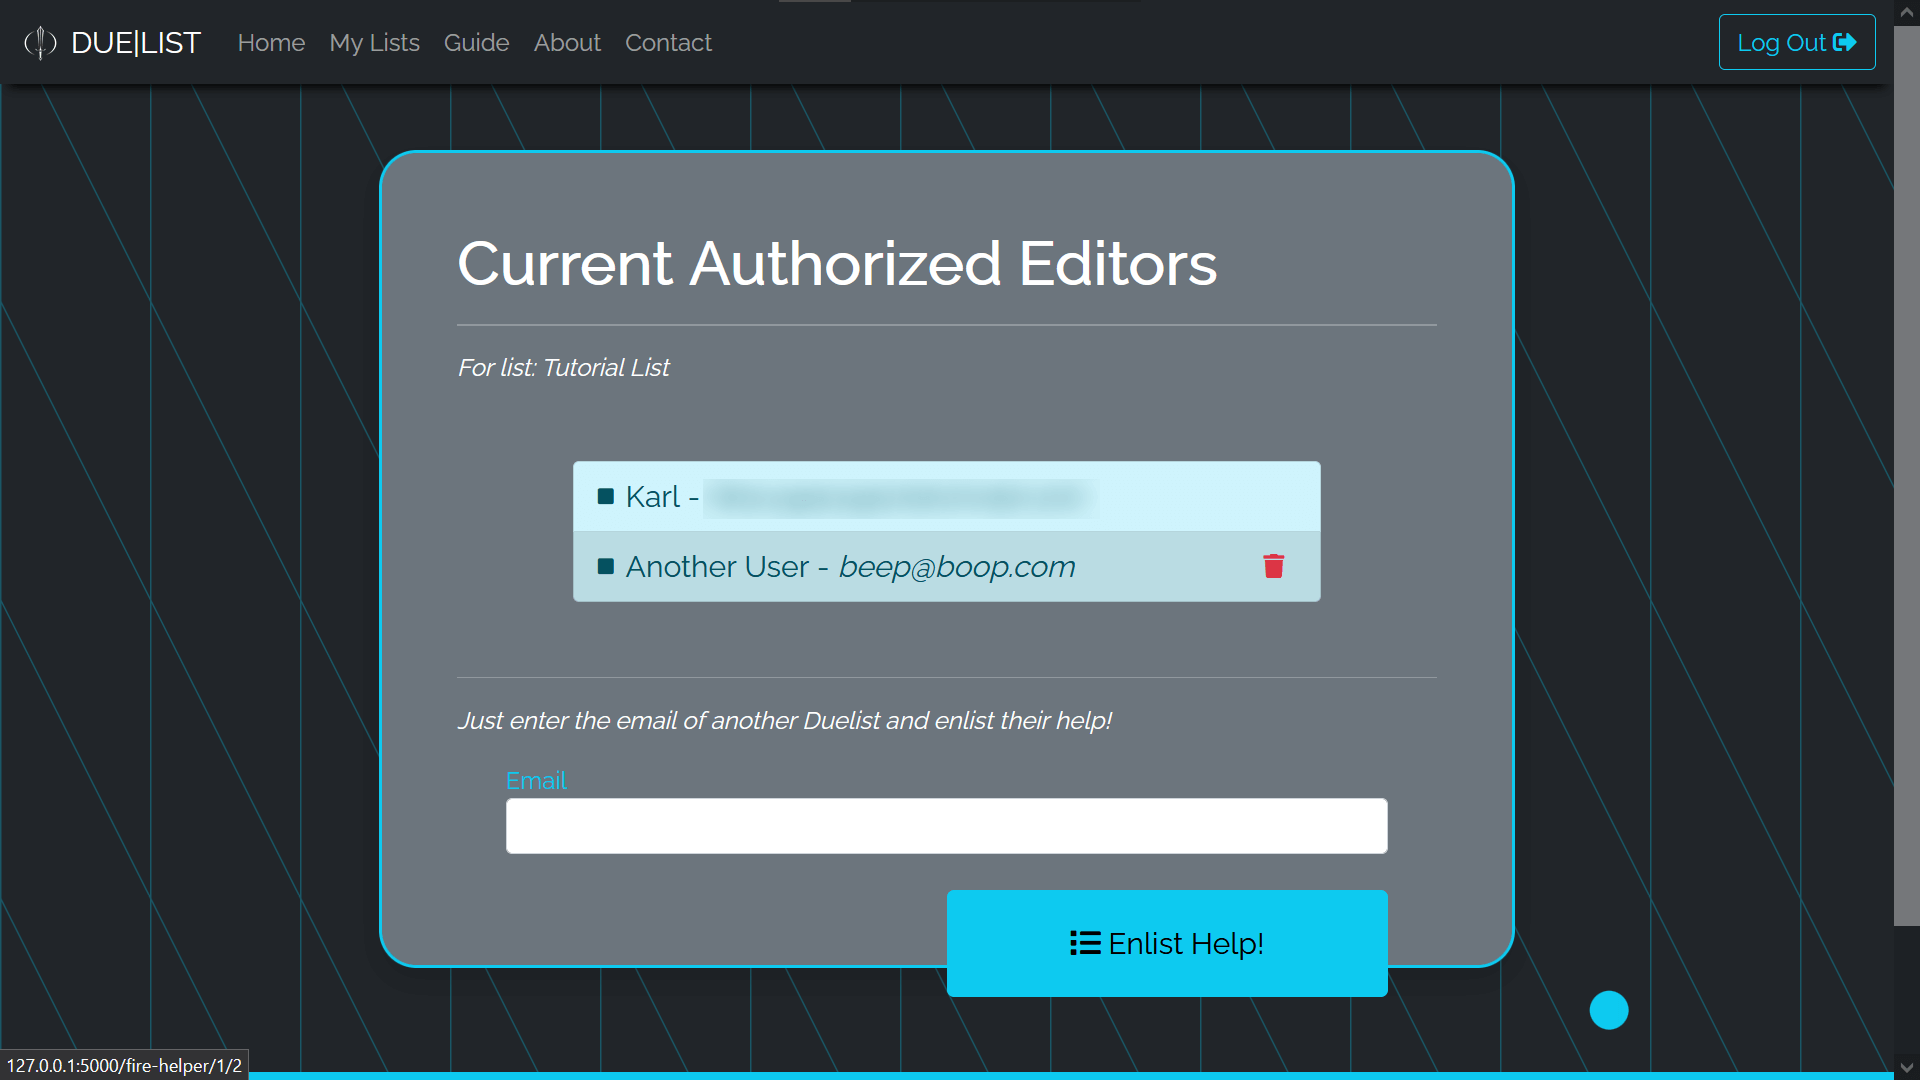 DUE|LIST Home My Lists Guide About Contact Log Out
Current Authorized Editors
For list: Tutorial List
Karl -
Another User - beep@boop.com
Just enter the email of another Duelist and enlist their help!
Email
Enlist Help!
127.0.0.1:5000/fire-helper/1/2